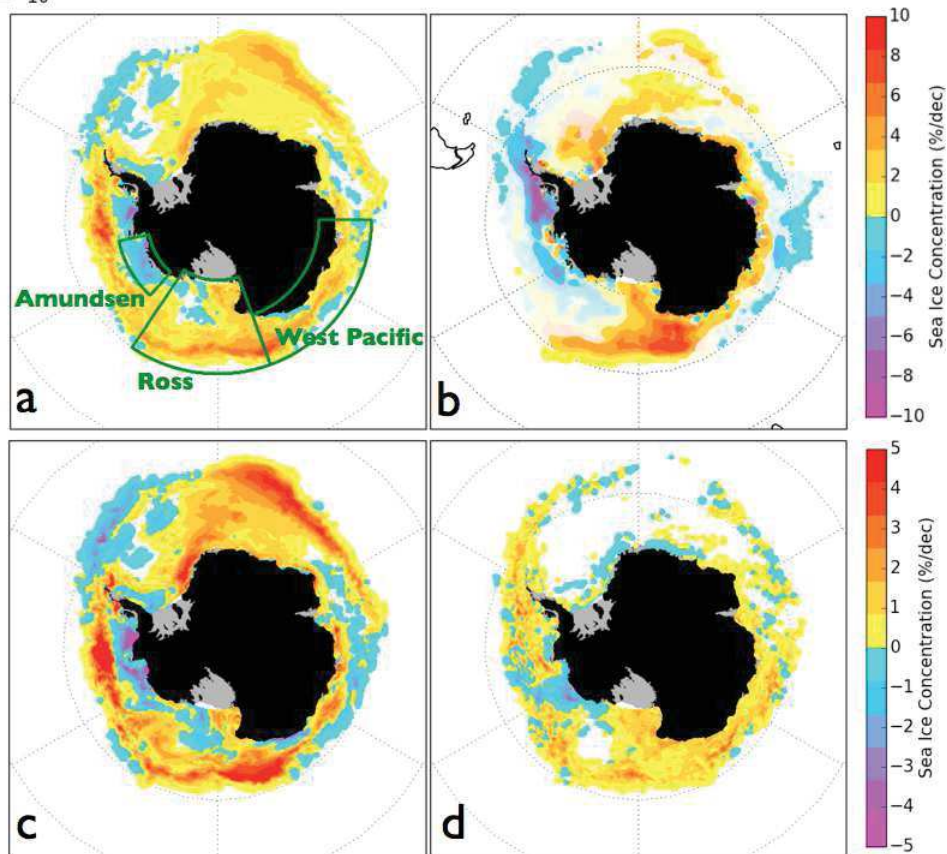 10
10
8
6
4
2
0
−2
−4
−6
−8
−10
Sea Ice Concentration (%/dec)
Amundsen
West Pacific
Ross
a
b
5
4
3
2
1
0
−1
−2
−3
−4
−5
Sea Ice Concentration (%/dec)
c
d